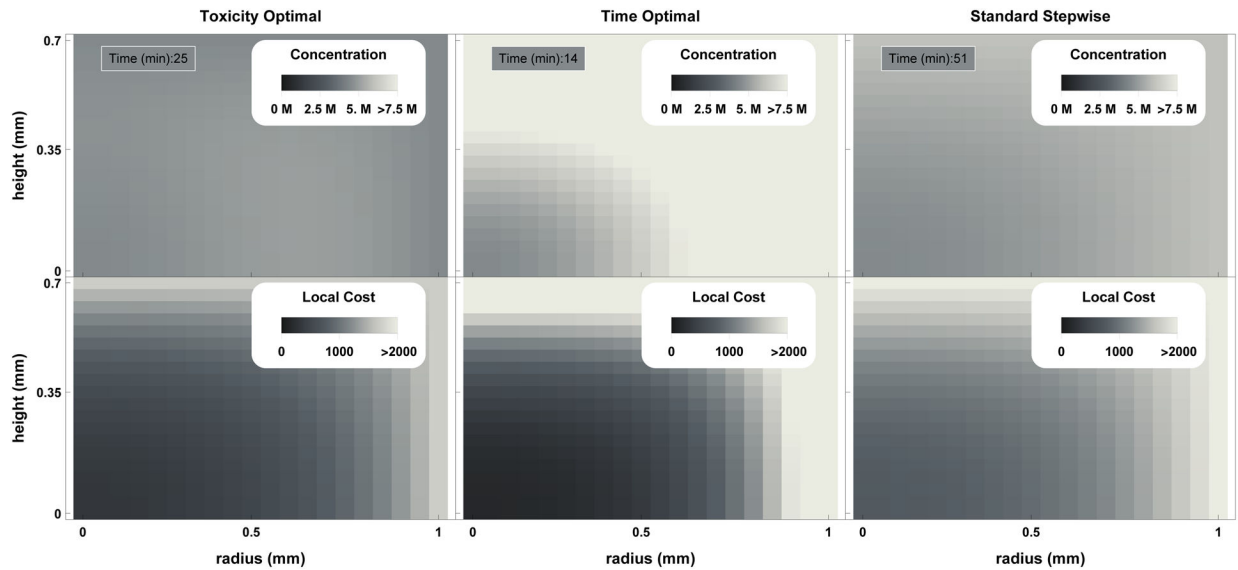 Toxicity Optimal
Time Optimal
Standard Stepwise
0.7
Time (min):25
Concentration
0 M 2.5 M 5. M >7.5 M
Time (min):14
Concentration
0 M 2.5 M 5. M >7.5 M
Time (min):51
Concentration
0 M 2.5 M 5. M >7.5 M
height (mm)
0.35
0
0.7
Local Cost
0 1000 >2000
Local Cost
0 1000 >2000
Local Cost
0 1000 >2000
height (mm)
0.35
0
0 0.5 1
0 0.5 1
0 0.5 1
radius (mm)
radius (mm)
radius (mm)